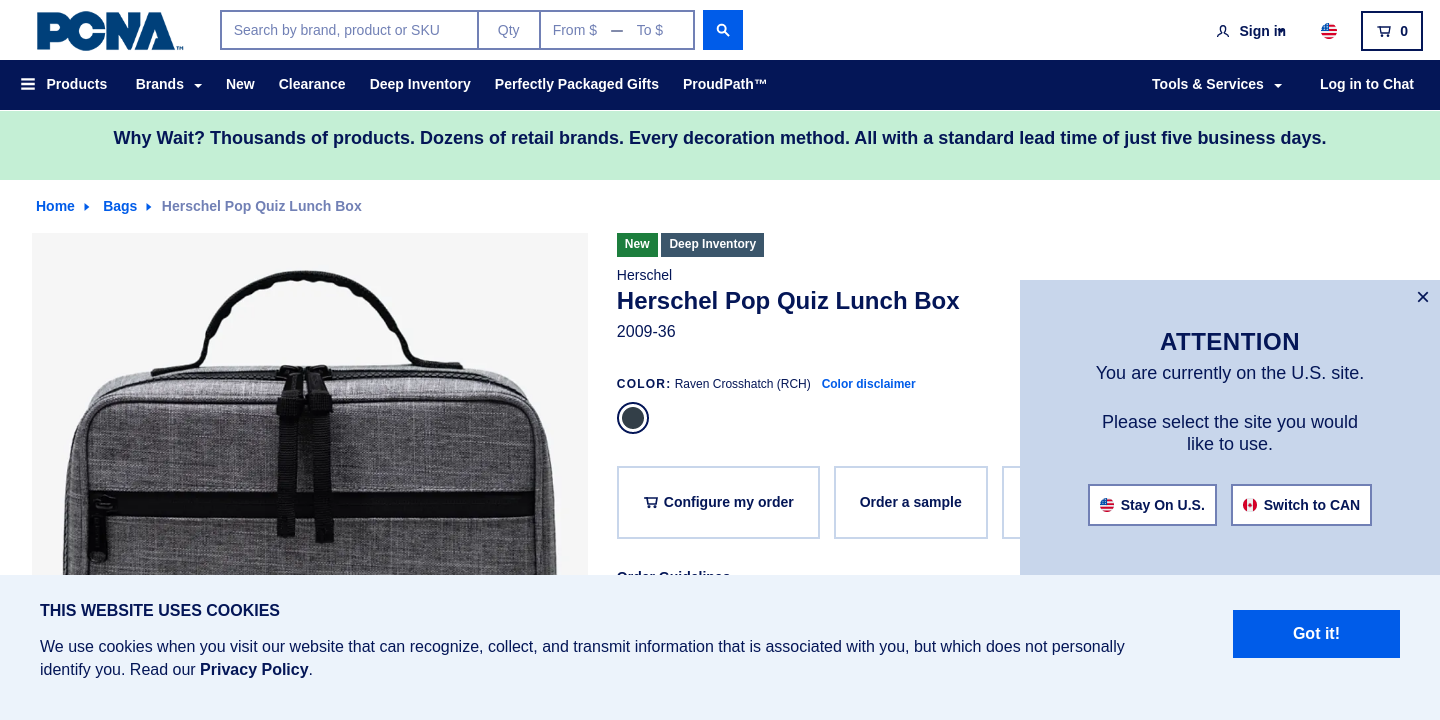 PCNA™
Search by brand, product or SKU
Qty
From $ — To $
Sign in
0
Products
Brands
New
Clearance
Deep Inventory
Perfectly Packaged Gifts
ProudPath™
Tools & Services
Log in to Chat
Why Wait? Thousands of products. Dozens of retail brands. Every decoration method. All with a standard lead time of just five business days.
Home
Bags
Herschel Pop Quiz Lunch Box
New
Deep Inventory
Herschel
Herschel Pop Quiz Lunch Box
2009-36
COLOR: Raven Crosshatch (RCH) Color disclaimer
Configure my order
Order a sample
Order Guidelines
×
ATTENTION
You are currently on the U.S. site.
Please select the site you would
like to use.
Stay On U.S.
Switch to CAN
THIS WEBSITE USES COOKIES
We use cookies when you visit our website that can recognize, collect, and transmit information that is associated with you, but which does not personally
identify you. Read our Privacy Policy.
Got it!